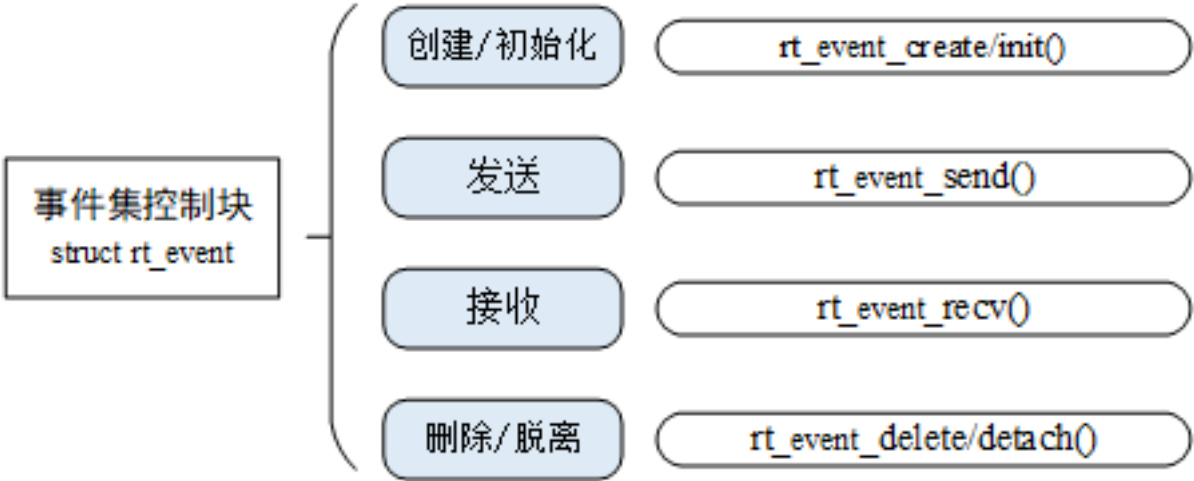 事件集控制块
struct rt_event
创建/初始化
rt_event_create/init()
发送
rt_event_send()
接收
rt_event_recv()
删除/脱离
rt_event_delete/detach()